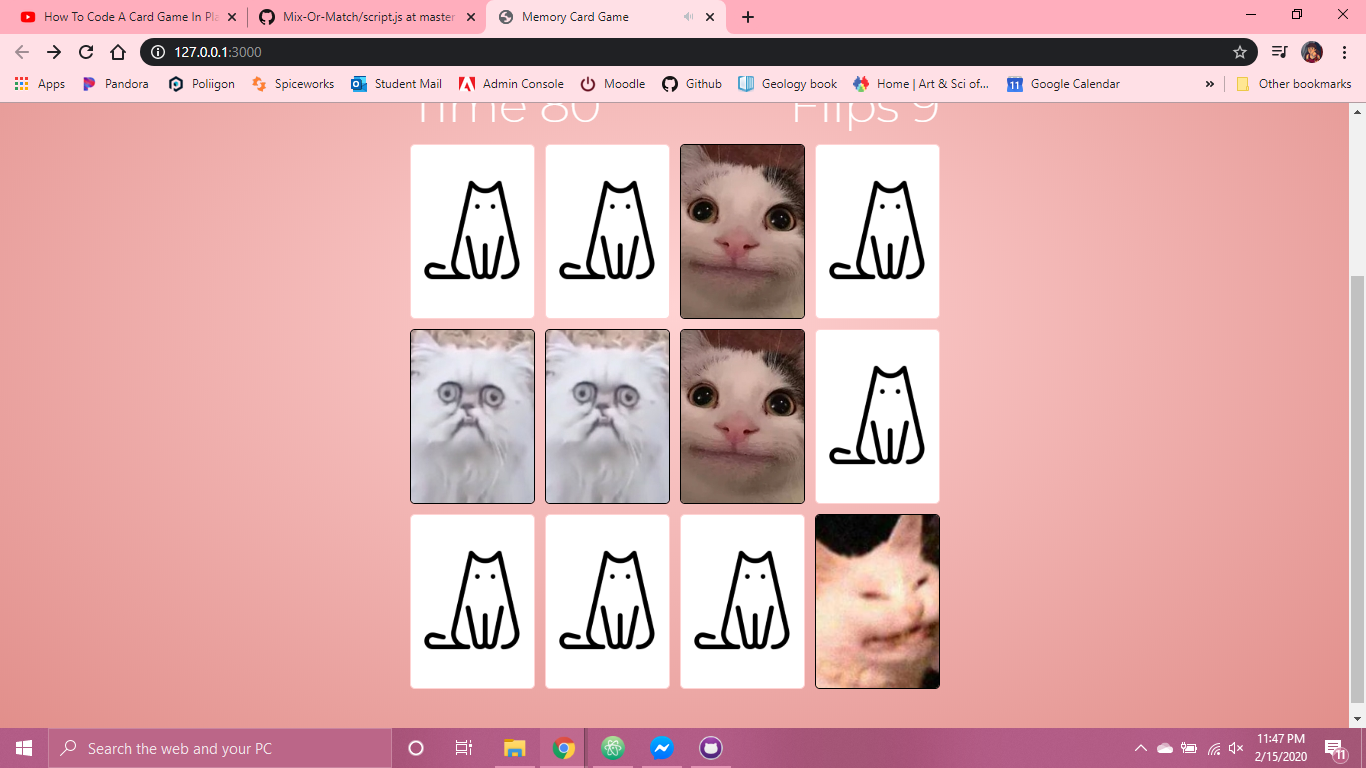 How To Code A Card Game In Pla
Mix-Or-Match/script.js at master
Memory Card Game
127.0.0.1:3000
Apps
Pandora
Poliigon
Spiceworks
Student Mail
Admin Console
Moodle
Github
Geology book
Home | Art & Sci of...
11
Google Calendar
»
Other bookmarks
Time 80
Flips 9
Search the web and your PC
11:47 PM
2/15/2020
11